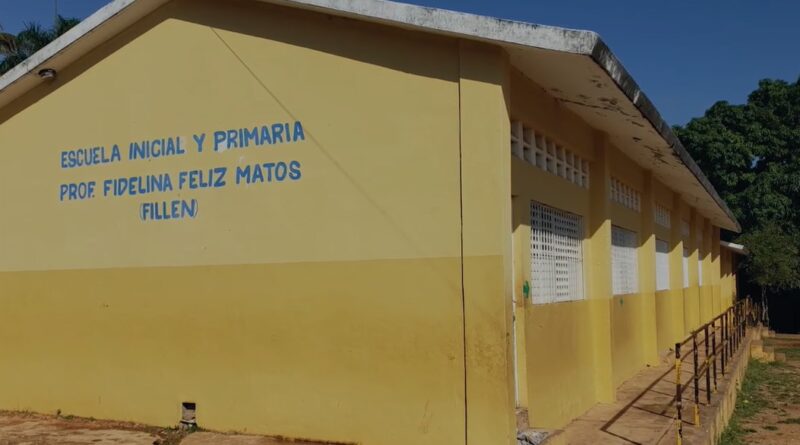 ESCUELA INICIAL Y PRIMARIA
PROF. FIDELINA FELIZ MATOS
(FILLEN)